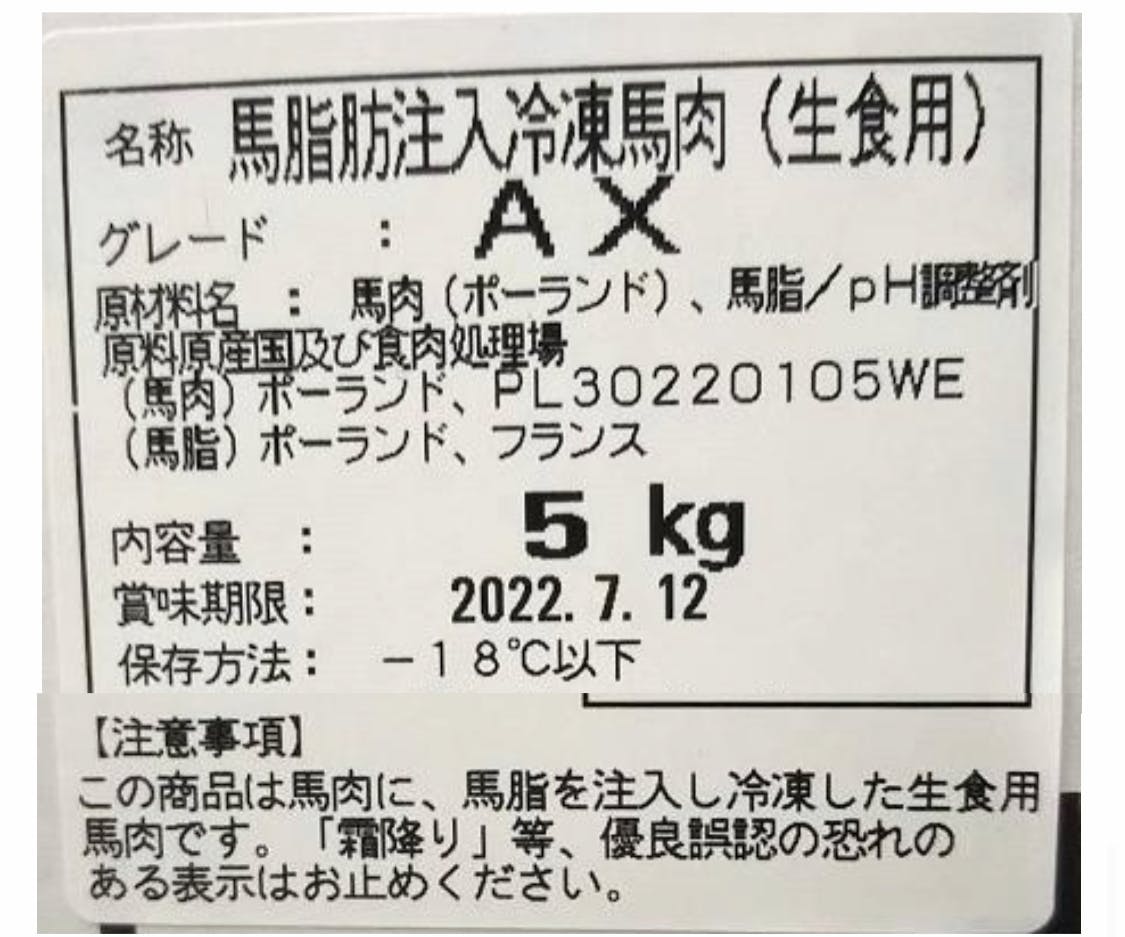 名称 馬脂肪注入冷凍馬肉（生食用）
グレード ： ＡＸ
原材料名 ： 馬肉（ポーランド）、馬脂／ｐＨ調整剤
原料原産国及び食肉処理場
（馬肉）ポーランド、ＰＬ３０２２０１０５ＷＥ
（馬脂）ポーランド、フランス
内容量 ： 5 kg
賞味期限： 2022. 7. 12
保存方法： －１８℃以下
【注意事項】
この商品は馬肉に、馬脂を注入し冷凍した生食用
馬肉です。「霜降り」等、優良誤認の恐れの
ある表示はお止めください。